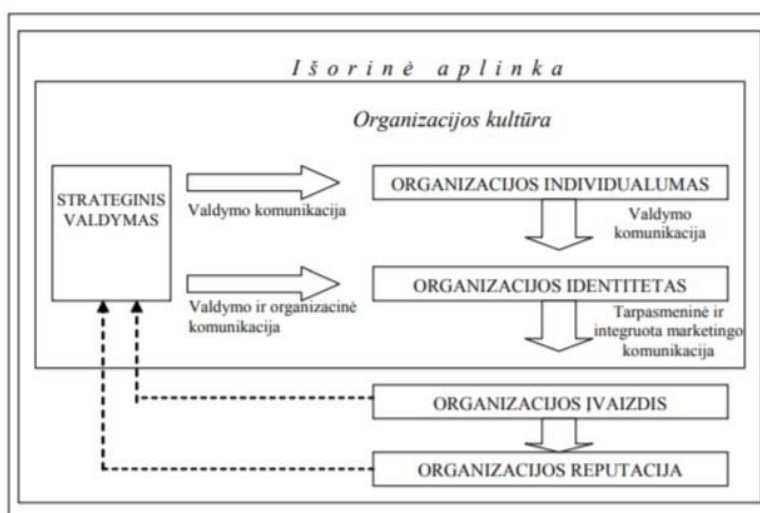 Išorinė aplinka
Organizacijos kultūra
STRATEGINIS
VALDYMAS
Valdymo komunikacija
ORGANIZACIJOS INDIVIDUALUMAS
Valdymo
komunikacija
Valdymo ir organizacinė
komunikacija
ORGANIZACIJOS IDENTITETAS
Tarpasmeninė ir
integruota marketingo
komunikacija
ORGANIZACIJOS ĮVAIZDIS
ORGANIZACIJOS REPUTACIJA